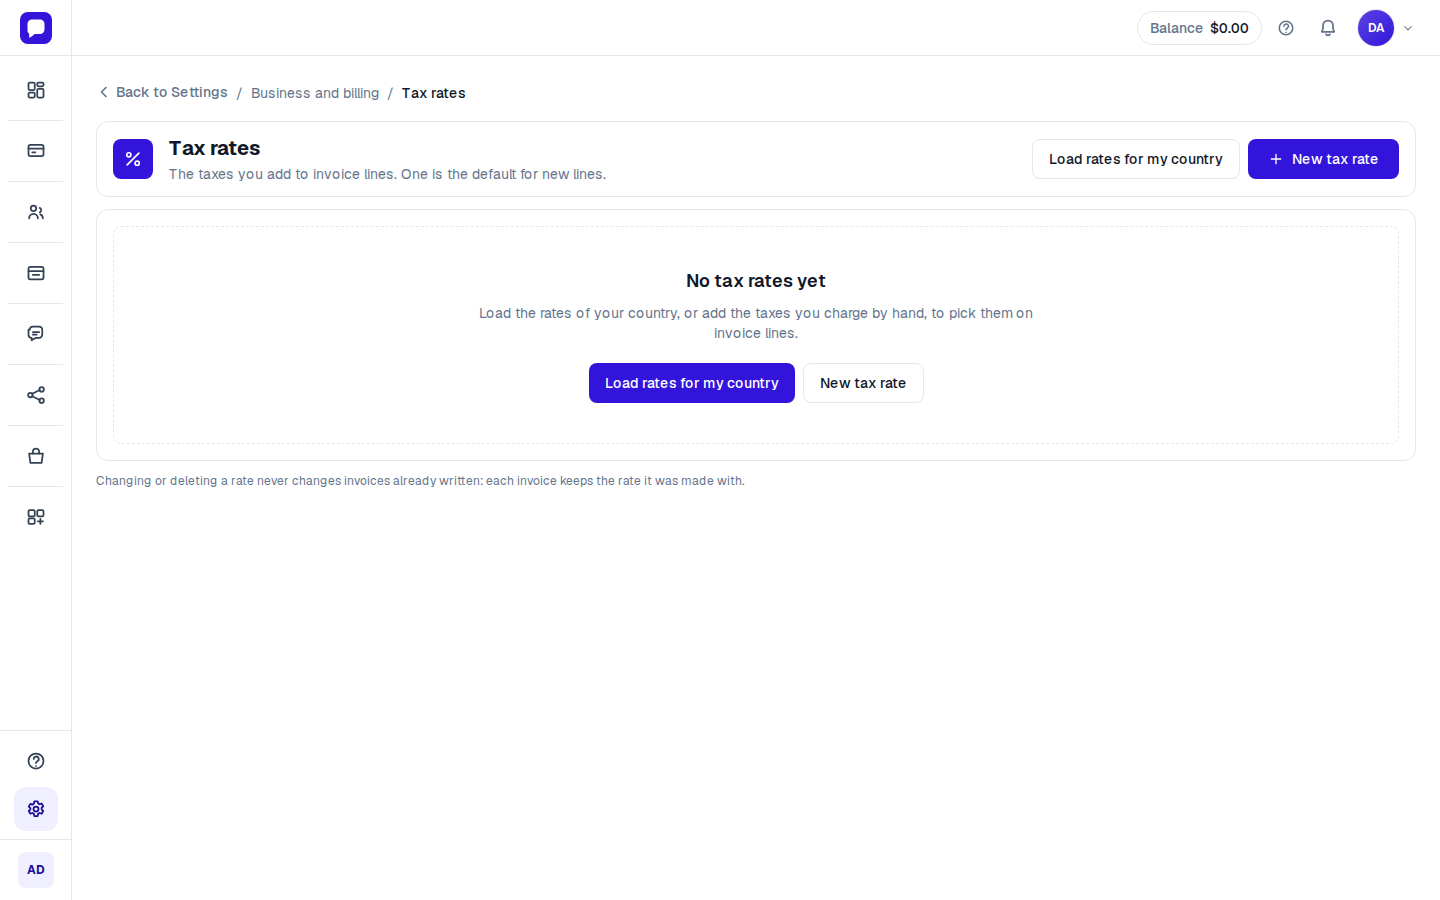 Balance $0.00
DA
Back to Settings / Business and billing / Tax rates
Tax rates
The taxes you add to invoice lines. One is the default for new lines.
Load rates for my country
New tax rate
No tax rates yet
Load the rates of your country, or add the taxes you charge by hand, to pick them on
invoice lines.
Load rates for my country
New tax rate
Changing or deleting a rate never changes invoices already written: each invoice keeps the rate it was made with.
AD